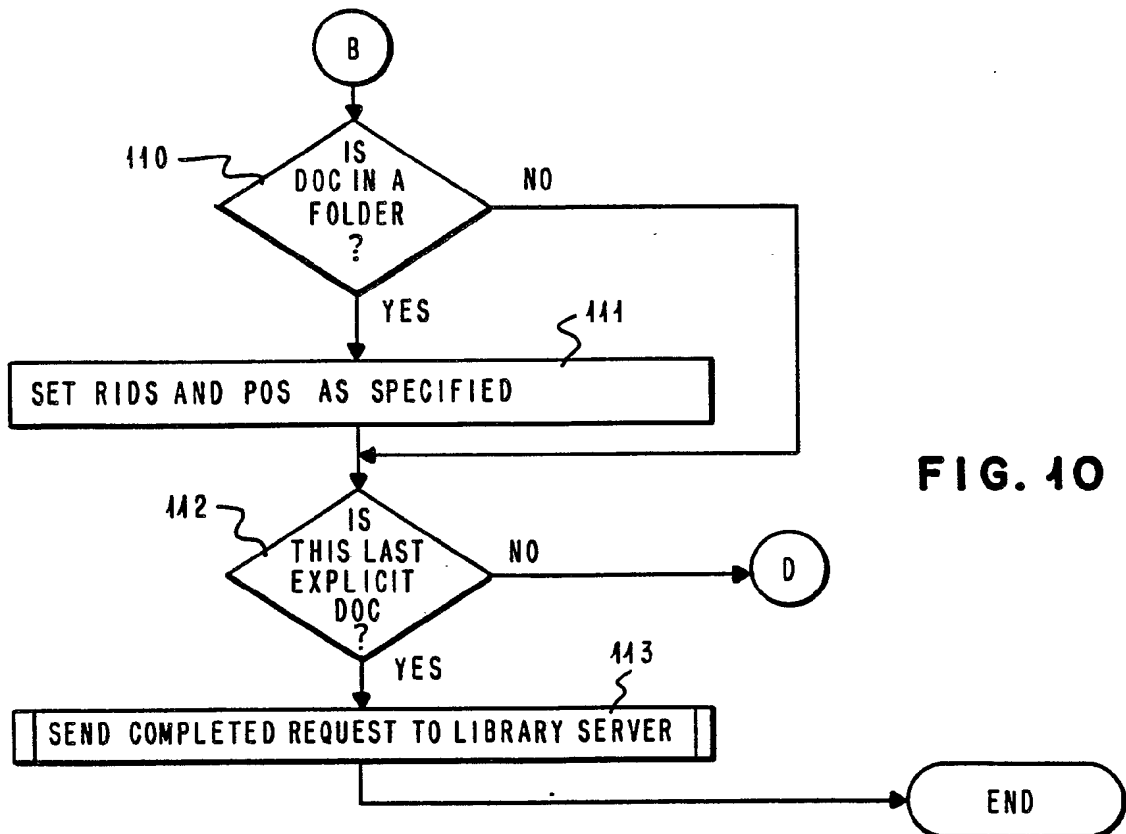 B
110
IS
DOC IN A
FOLDER
?
NO
YES
111
SET RIDS AND POS AS SPECIFIED
FIG. 10
112
IS
THIS LAST
EXPLICIT
DOC
?
NO
D
YES
113
SEND COMPLETED REQUEST TO LIBRARY SERVER
END